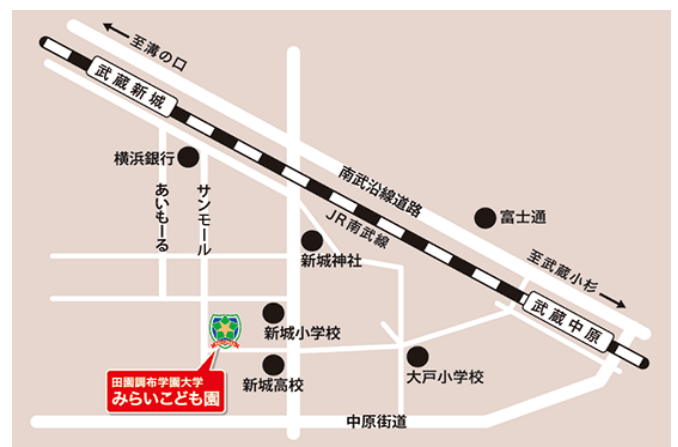 至溝の口
武蔵新城
横浜銀行
あいもーる
サンモール
南武沿線道路
JR南武線
富士通
新城神社
至武蔵小杉
武蔵中原
新城小学校
大戸小学校
新城高校
田園調布学園大学
みらいこども園
中原街道